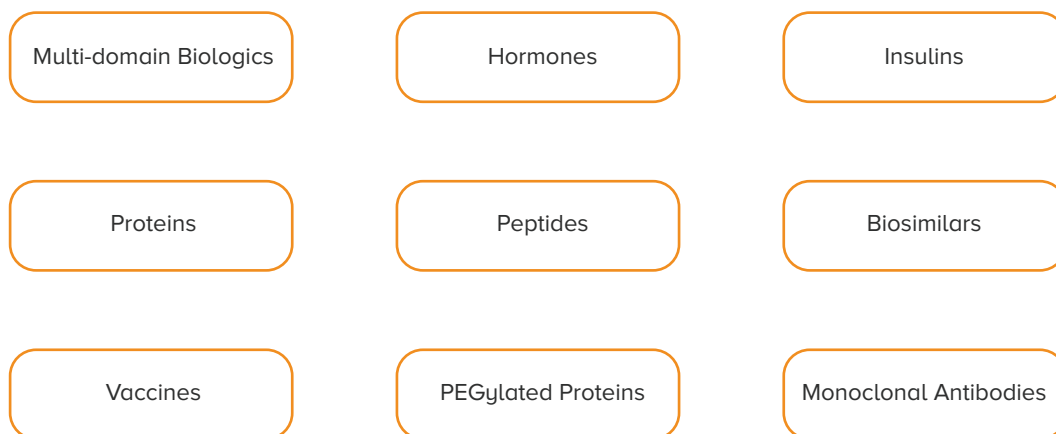 Multi-domain Biologics
Hormones
Insulins
Proteins
Peptides
Biosimilars
Vaccines
PEGylated Proteins
Monoclonal Antibodies